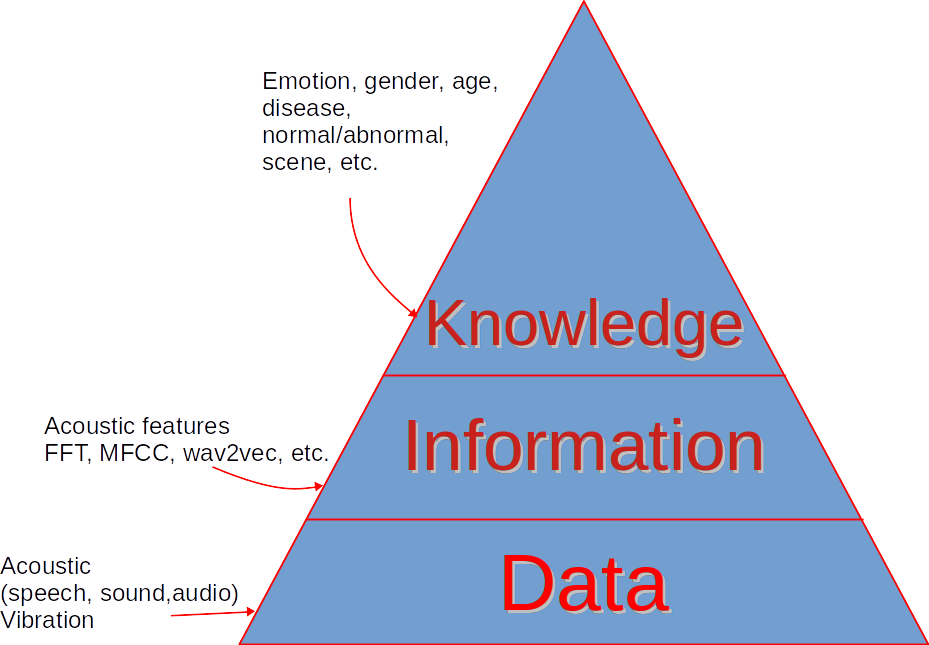 Emotion, gender, age,
disease,
normal/abnormal,
scene, etc.
Knowledge
Acoustic features
FFT, MFCC, wav2vec, etc.
Information
Acoustic
(speech, sound,audio)
Vibration
Data